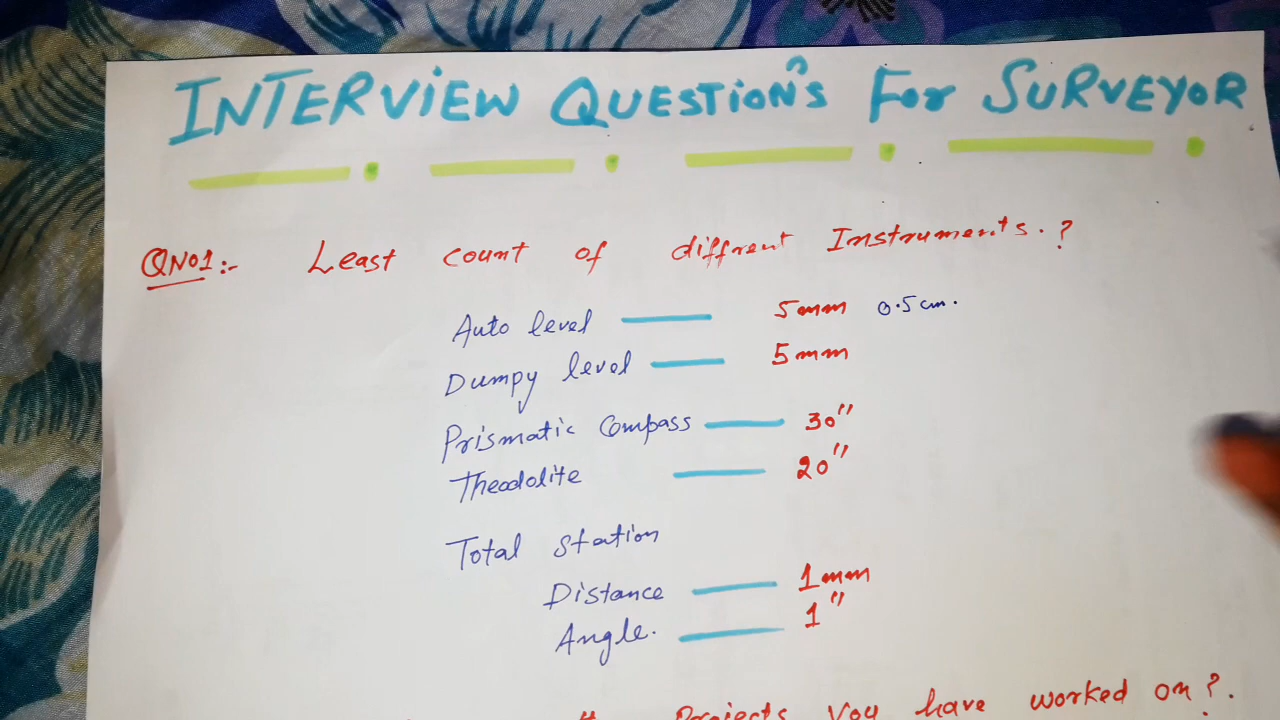 INTERVIEW QUESTIONS For SURVEYOR
QNo1:- Least count of diffrent Instruments.?
Auto level — 5mm 0.5cm.
Dumpy level — 5mm
Prismatic Compass — 30"
Theodolite — 20"
Total station
Distance — 1mm
Angle. — 1"
Projects You have worked on?.